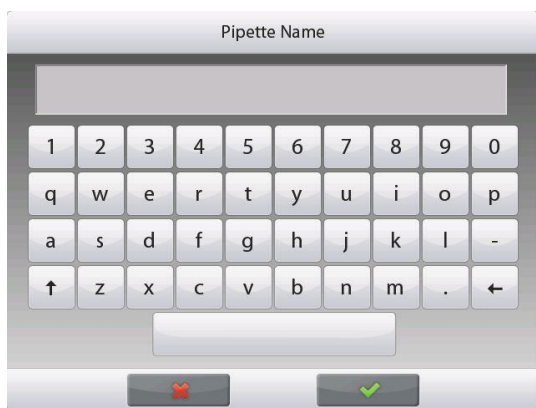 Pipette Name
1 2 3 4 5 6 7 8 9 0
q w e r t y u i o p
a s d f g h j k l -
↑ z x c v b n m . ←